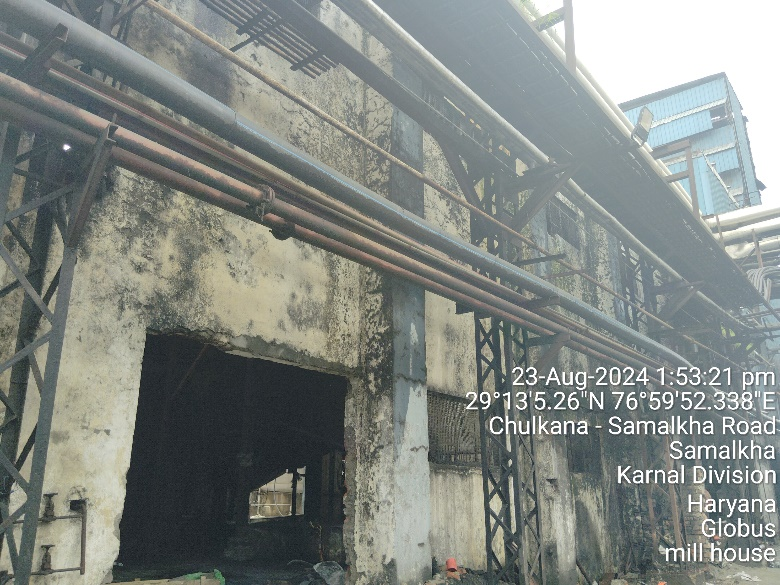 23-Aug-2024 1:53:21 pm
29°13'5.26"N 76°59'52.338"E
Chulkana - Samalkha Road
Samalkha
Karnal Division
Haryana
Globus
mill house